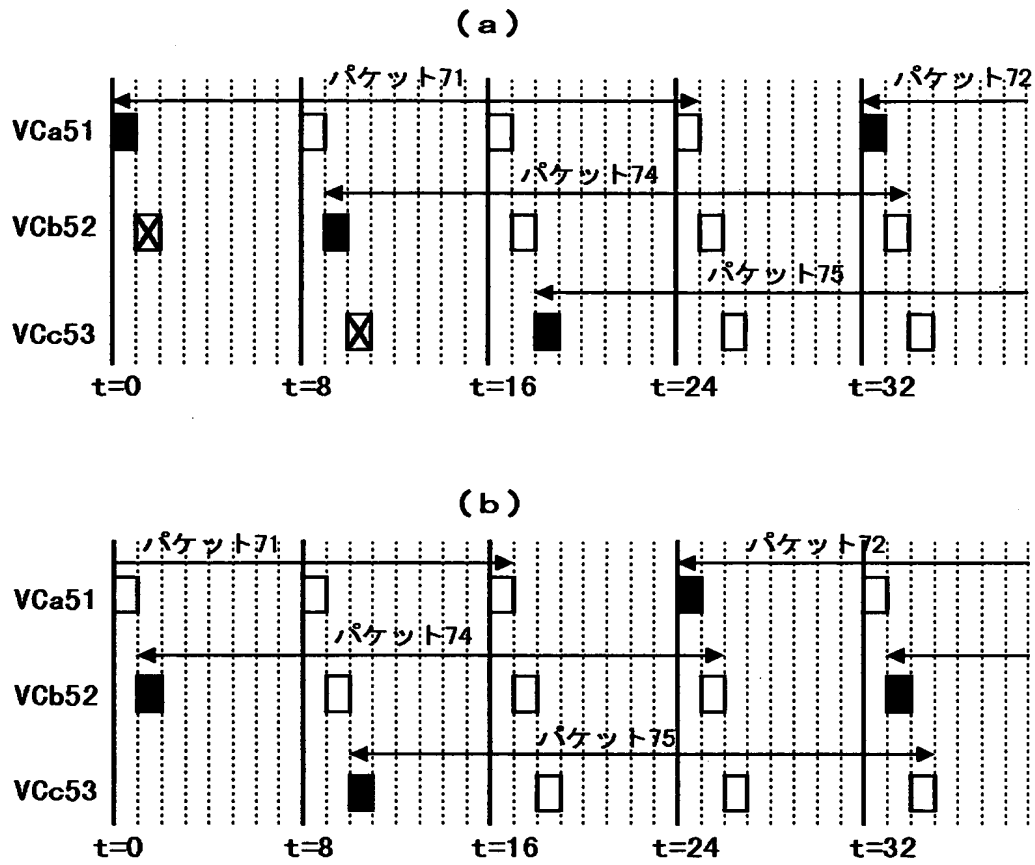 (a)
パケット71
パケット72
VCa51
パケット74
VCb52
パケット75
VCc53
t=0
t=8
t=16
t=24
t=32
(b)
パケット71
パケット72
VCa51
パケット74
VCb52
パケット75
VCc53
t=0
t=8
t=16
t=24
t=32